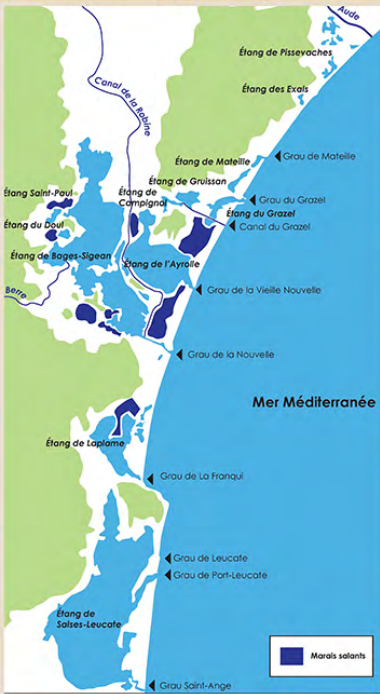 Aude
Étang de Pissevaches
Étang des Exals
Canal de la Robine
Étang de Mateille
Grau de Mateille
Étang de Gruissan
Étang Saint-Paul
Étang de
Campignol
Grau du Grazel
Étang du Grazel
Canal du Grazel
Étang du Doul
Étang de Bages-Sigean
Étang de l'Ayrolle
Berre
Grau de la Vieille Nouvelle
Grau de la Nouvelle
Mer Méditerranée
Étang de Laplame
Grau de La Franqui
Grau de Leucate
Grau de Port-Leucate
Étang de
Salses-Leucate
Marais salants
Grau Saint-Ange